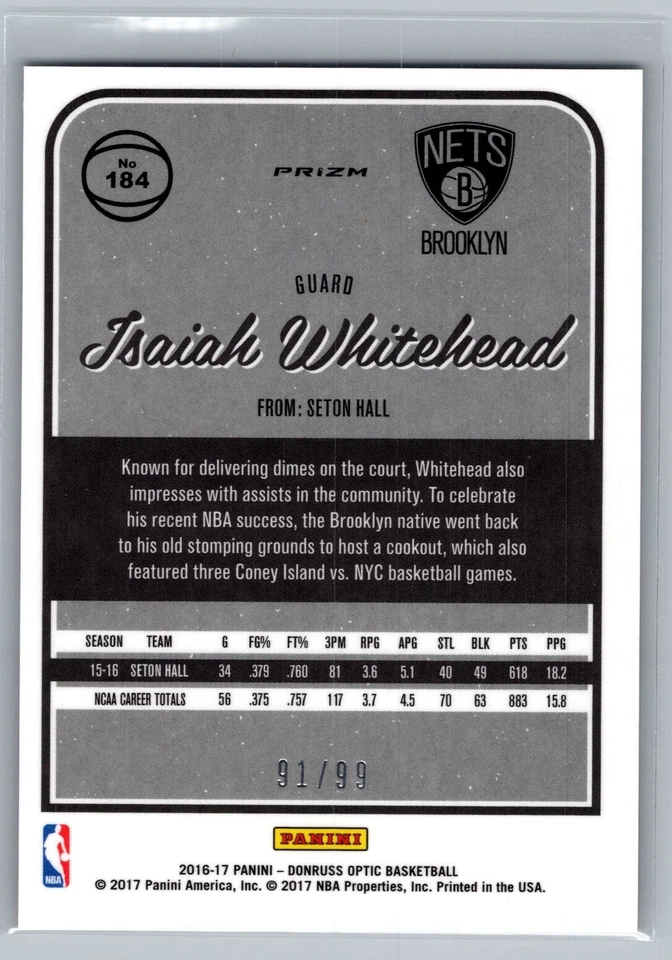 No
184
PRIZM
NETS
B
BROOKLYN
GUARD
Isaiah Whitehead
FROM: SETON HALL
Known for delivering dimes on the court, Whitehead also
impresses with assists in the community. To celebrate
his recent NBA success, the Brooklyn native went back
to his old stomping grounds to host a cookout, which also
featured three Coney Island vs. NYC basketball games.
SEASON TEAM G FG% FT% 3PM RPG APG STL BLK PTS PPG
15-16 SETON HALL 34 .379 .760 81 3.6 5.1 40 49 618 18.2
NCAA CAREER TOTALS 56 .375 .757 117 3.7 4.5 70 63 883 15.8
91/99
PANINI
NBA
2016-17 PANINI – DONRUSS OPTIC BASKETBALL
© 2017 Panini America, Inc. © 2017 NBA Properties, Inc. Printed in the USA.